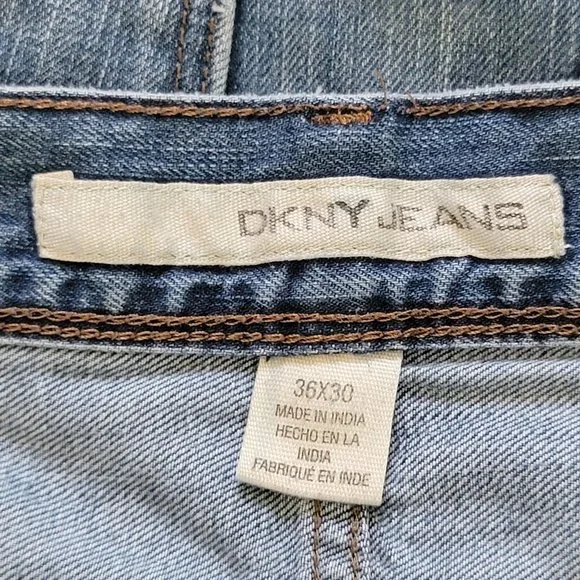 DKNY JEANS
36X30
MADE IN INDIA
HECHO EN LA
INDIA
FABRIQUÉ EN INDE